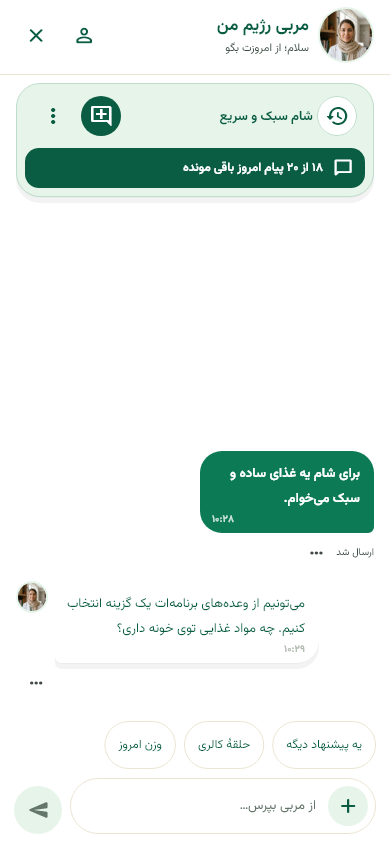 مربی رژیم من
سلام؛ از امروزت بگو
شام سبک و سریع
۱۸ از ۲۰ پیام امروز باقی مونده
برای شام یه غذای ساده و
سبک می‌خوام.
۱۰:۲۸
ارسال شد
می‌تونیم از وعده‌های برنامه‌ات یک گزینه انتخاب
کنیم. چه مواد غذایی توی خونه داری؟
۱۰:۲۹
یه پیشنهاد دیگه
حلقهٔ کالری
وزن امروز
از مربی بپرس…